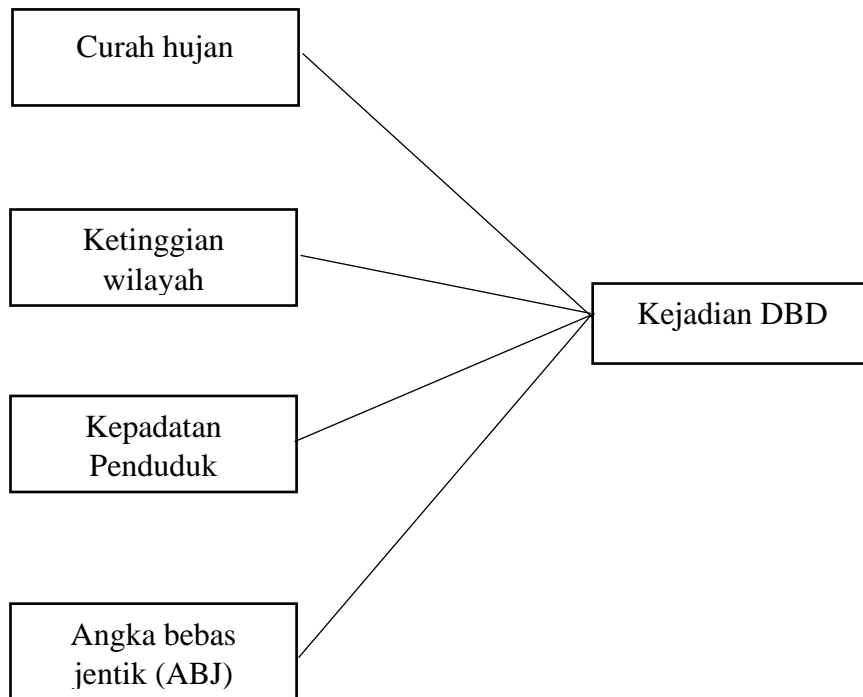 Curah hujan
Ketinggian
wilayah
Kejadian DBD
Kepadatan
Penduduk
Angka bebas
jentik (ABJ)